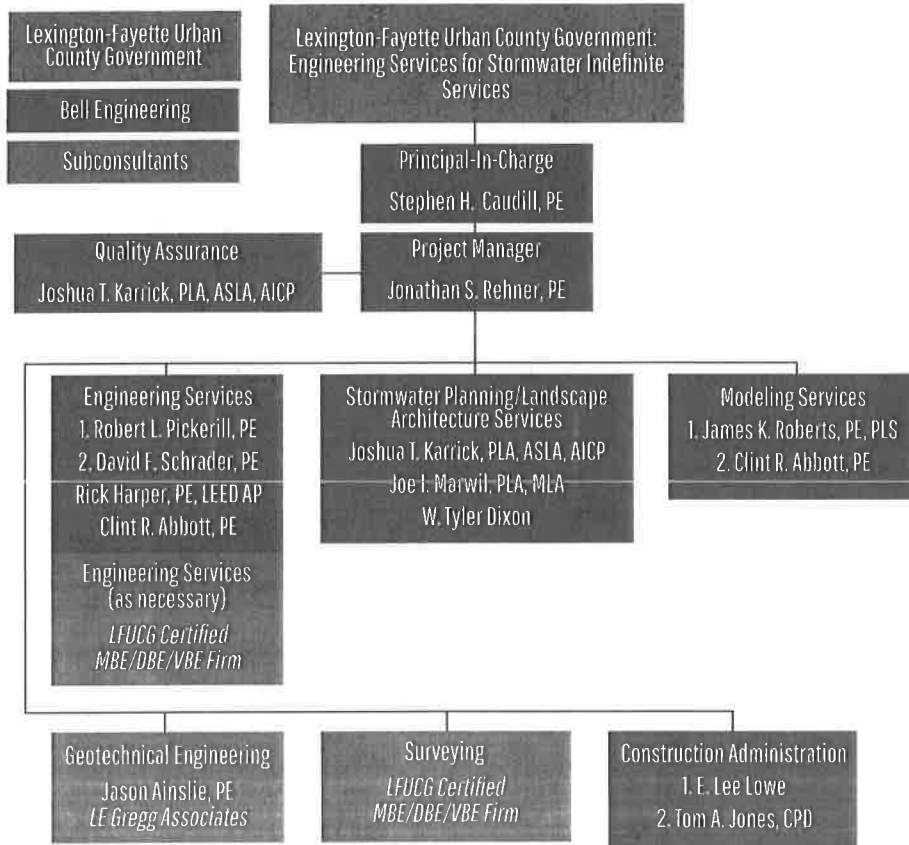 Lexington-Fayette Urban
County Government
Bell Engineering
Subconsultants
Lexington-Fayette Urban County Government:
Engineering Services for Stormwater Indefinite
Services
Principal-In-Charge
Stephen H. Caudill, PE
Quality Assurance
Joshua T. Karrick, PLA, ASLA, AICP
Project Manager
Jonathan S. Rehner, PE
Engineering Services
1. Robert L. Pickerill, PE
2. David F. Schrader, PE
Rick Harper, PE, LEED AP
Clint R. Abbott, PE
Engineering Services
(as necessary)
LFUCG Certified
MBE/DBE/VBE Firm
Stormwater Planning/Landscape
Architecture Services
Joshua T. Karrick, PLA, ASLA, AICP
Joe I. Marwil, PLA, MLA
W. Tyler Dixon
Modeling Services
1. James K. Roberts, PE, PLS
2. Clint R. Abbott, PE
Geotechnical Engineering
Jason Ainslie, PE
LE Gregg Associates
Surveying
LFUCG Certified
MBE/DBE/VBE Firm
Construction Administration
1. E. Lee Lowe
2. Tom A. Jones, CPD